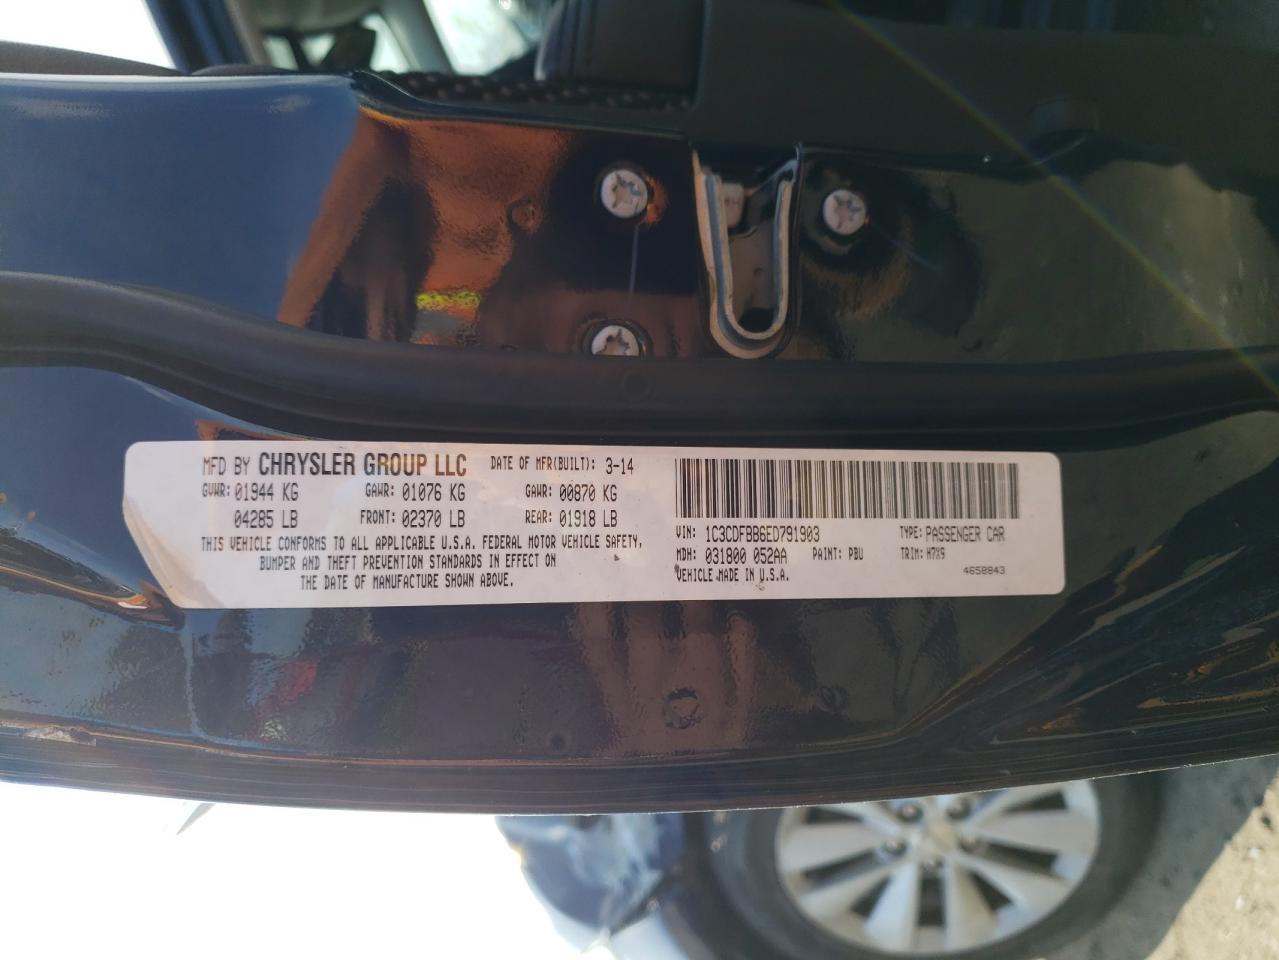 MFD BY CHRYSLER GROUP LLC DATE OF MFR(BUILT): 3-14
GVWR: 01944 KG GAWR: 01076 KG GAWR: 00870 KG
04285 LB FRONT: 02370 LB REAR: 01918 LB
THIS VEHICLE CONFORMS TO ALL APPLICABLE U.S.A. FEDERAL MOTOR VEHICLE SAFETY,
BUMPER AND THEFT PREVENTION STANDARDS IN EFFECT ON
THE DATE OF MANUFACTURE SHOWN ABOVE.
VIN: 1C3CDFBB6ED791903 TYPE: PASSENGER CAR
MDH: 031800 052AA PAINT: PBU TRIM: H7X9
VEHICLE MADE IN U.S.A. 4658843